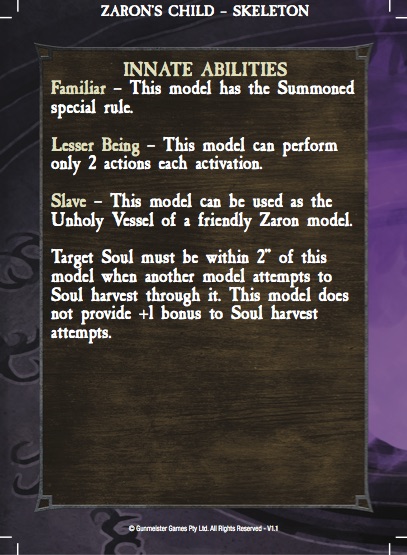 ZARON'S CHILD – SKELETON
INNATE ABILITIES
Familiar – This model has the Summoned
special rule.
Lesser Being – This model can perform
only 2 actions each activation.
Slave – This model can be used as the
Unholy Vessel of a friendly Zaron model.
Target Soul must be within 2" of this
model when another model attempts to
Soul harvest through it. This model does
not provide +1 bonus to Soul harvest
attempts.
© Gunmeister Games Pty Ltd. All Rights Reserved - V1.1